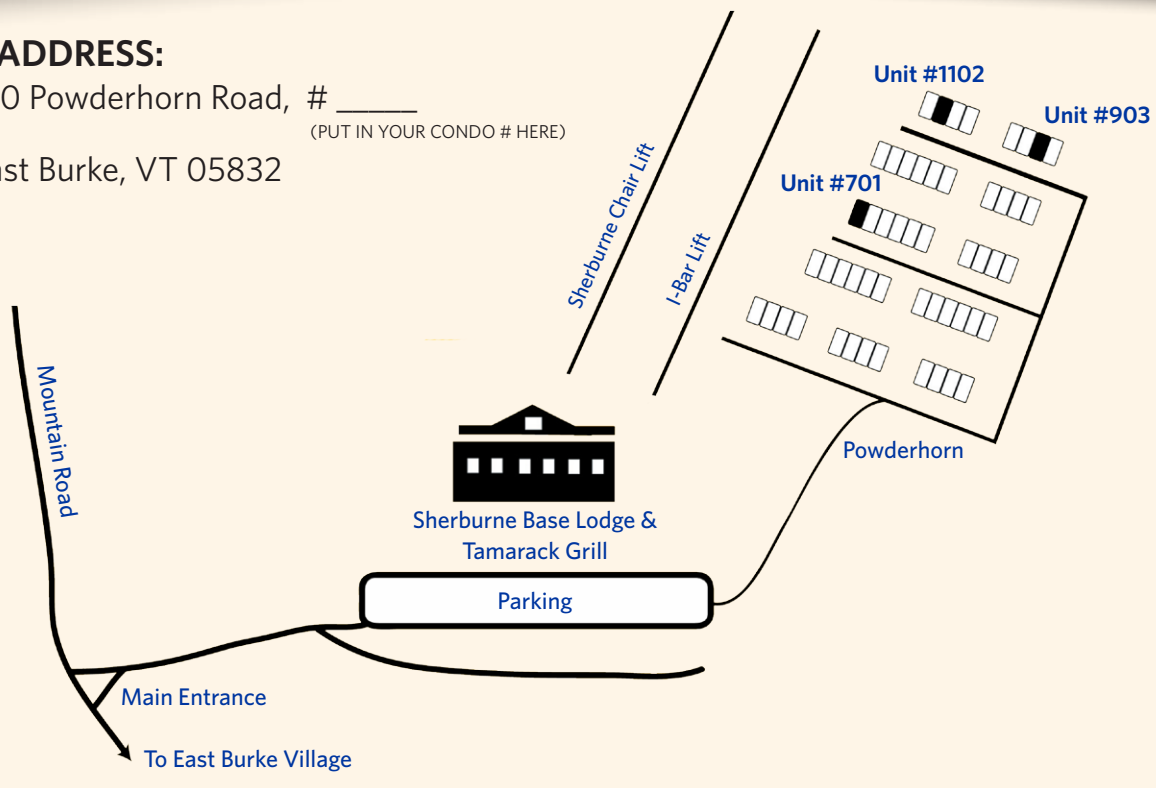 ADDRESS:
0 Powderhorn Road, # _____
(PUT IN YOUR CONDO # HERE)
st Burke, VT 05832
Unit #1102
Unit #903
Unit #701
Sherburne Chair Lift
I-Bar Lift
Mountain Road
Powderhorn
Sherburne Base Lodge &
Tamarack Grill
Parking
Main Entrance
To East Burke Village